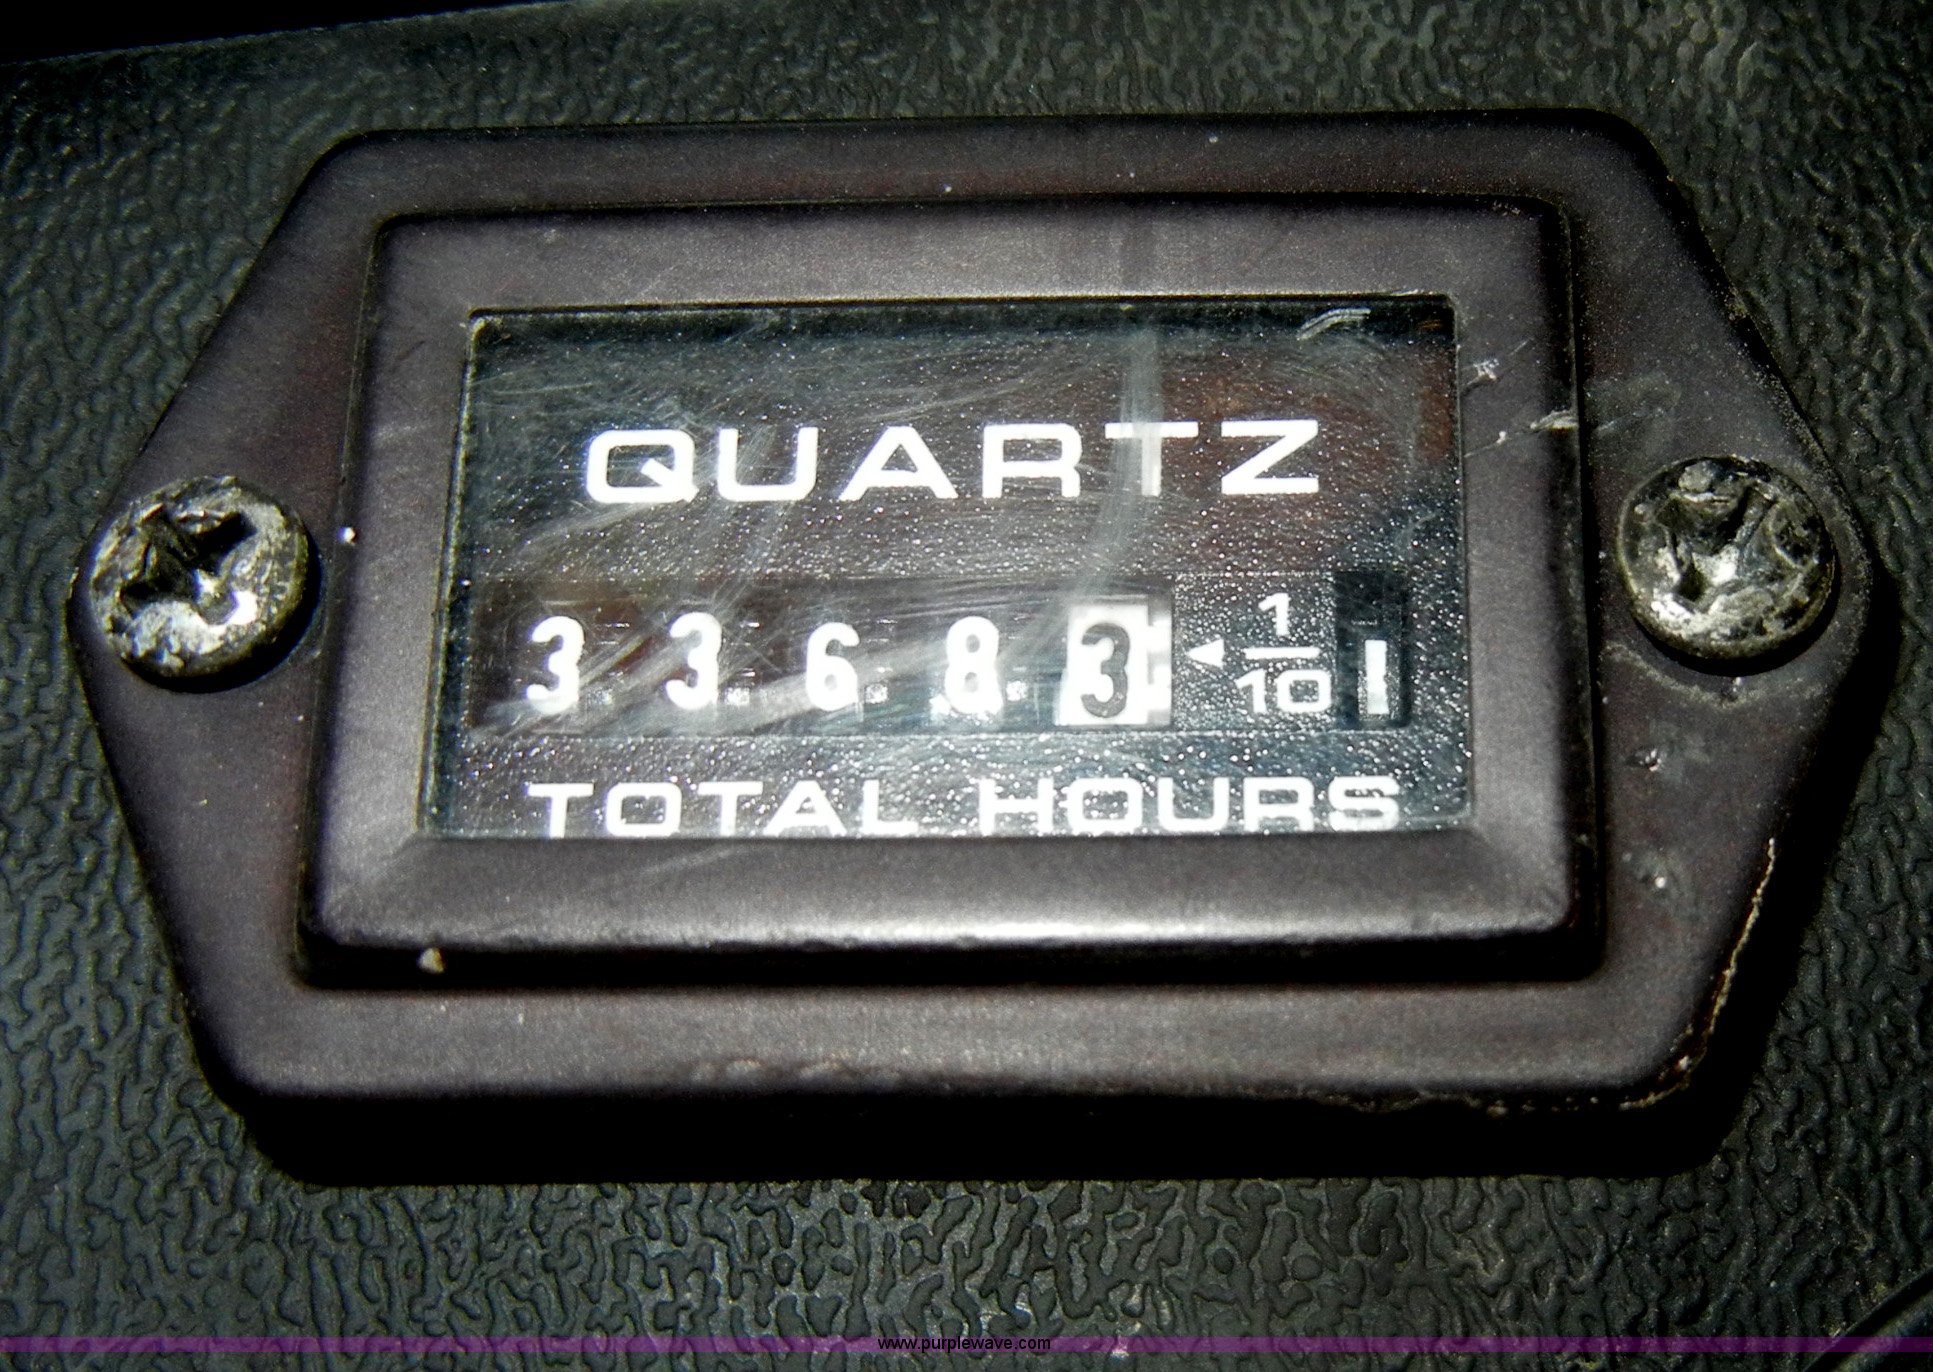 QUARTZ
33683 ◄ 1/10
TOTAL HOURS
www.purplewave.com